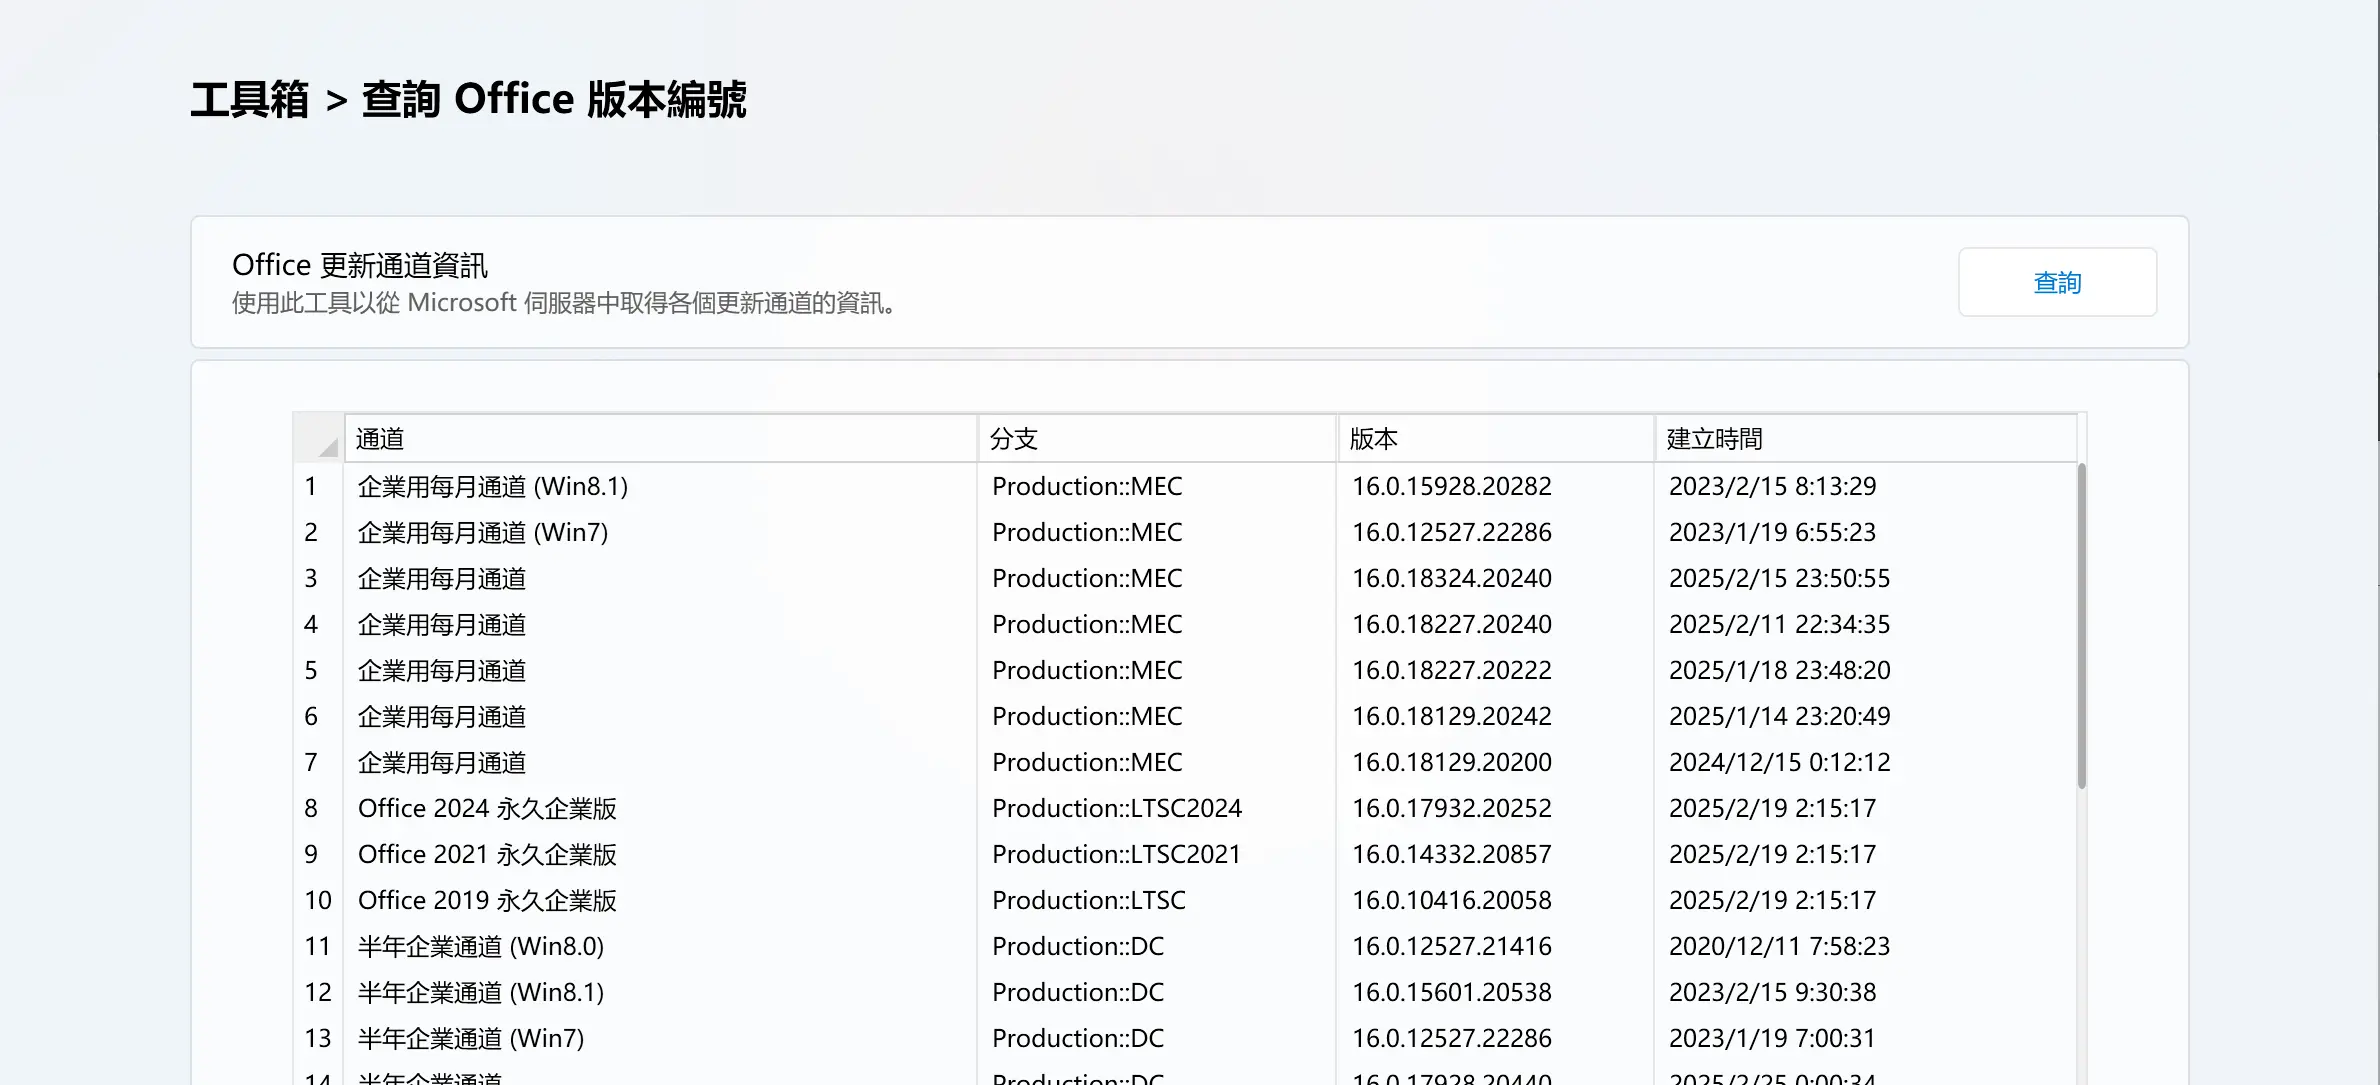 工具箱 > 查詢 Office 版本編號
Office 更新通道資訊
使用此工具以從 Microsoft 伺服器中取得各個更新通道的資訊。
查詢
通道 分支 版本 建立時間
1 企業用每月通道 (Win8.1) Production::MEC 16.0.15928.20282 2023/2/15 8:13:29
2 企業用每月通道 (Win7) Production::MEC 16.0.12527.22286 2023/1/19 6:55:23
3 企業用每月通道 Production::MEC 16.0.18324.20240 2025/2/15 23:50:55
4 企業用每月通道 Production::MEC 16.0.18227.20240 2025/2/11 22:34:35
5 企業用每月通道 Production::MEC 16.0.18227.20222 2025/1/18 23:48:20
6 企業用每月通道 Production::MEC 16.0.18129.20242 2025/1/14 23:20:49
7 企業用每月通道 Production::MEC 16.0.18129.20200 2024/12/15 0:12:12
8 Office 2024 永久企業版 Production::LTSC2024 16.0.17932.20252 2025/2/19 2:15:17
9 Office 2021 永久企業版 Production::LTSC2021 16.0.14332.20857 2025/2/19 2:15:17
10 Office 2019 永久企業版 Production::LTSC 16.0.10416.20058 2025/2/19 2:15:17
11 半年企業通道 (Win8.0) Production::DC 16.0.12527.21416 2020/12/11 7:58:23
12 半年企業通道 (Win8.1) Production::DC 16.0.15601.20538 2023/2/15 9:30:38
13 半年企業通道 (Win7) Production::DC 16.0.12527.22286 2023/1/19 7:00:31
14 半年企業通道 Production::DC 16.0.17928.20440 2025/2/25 0:00:34